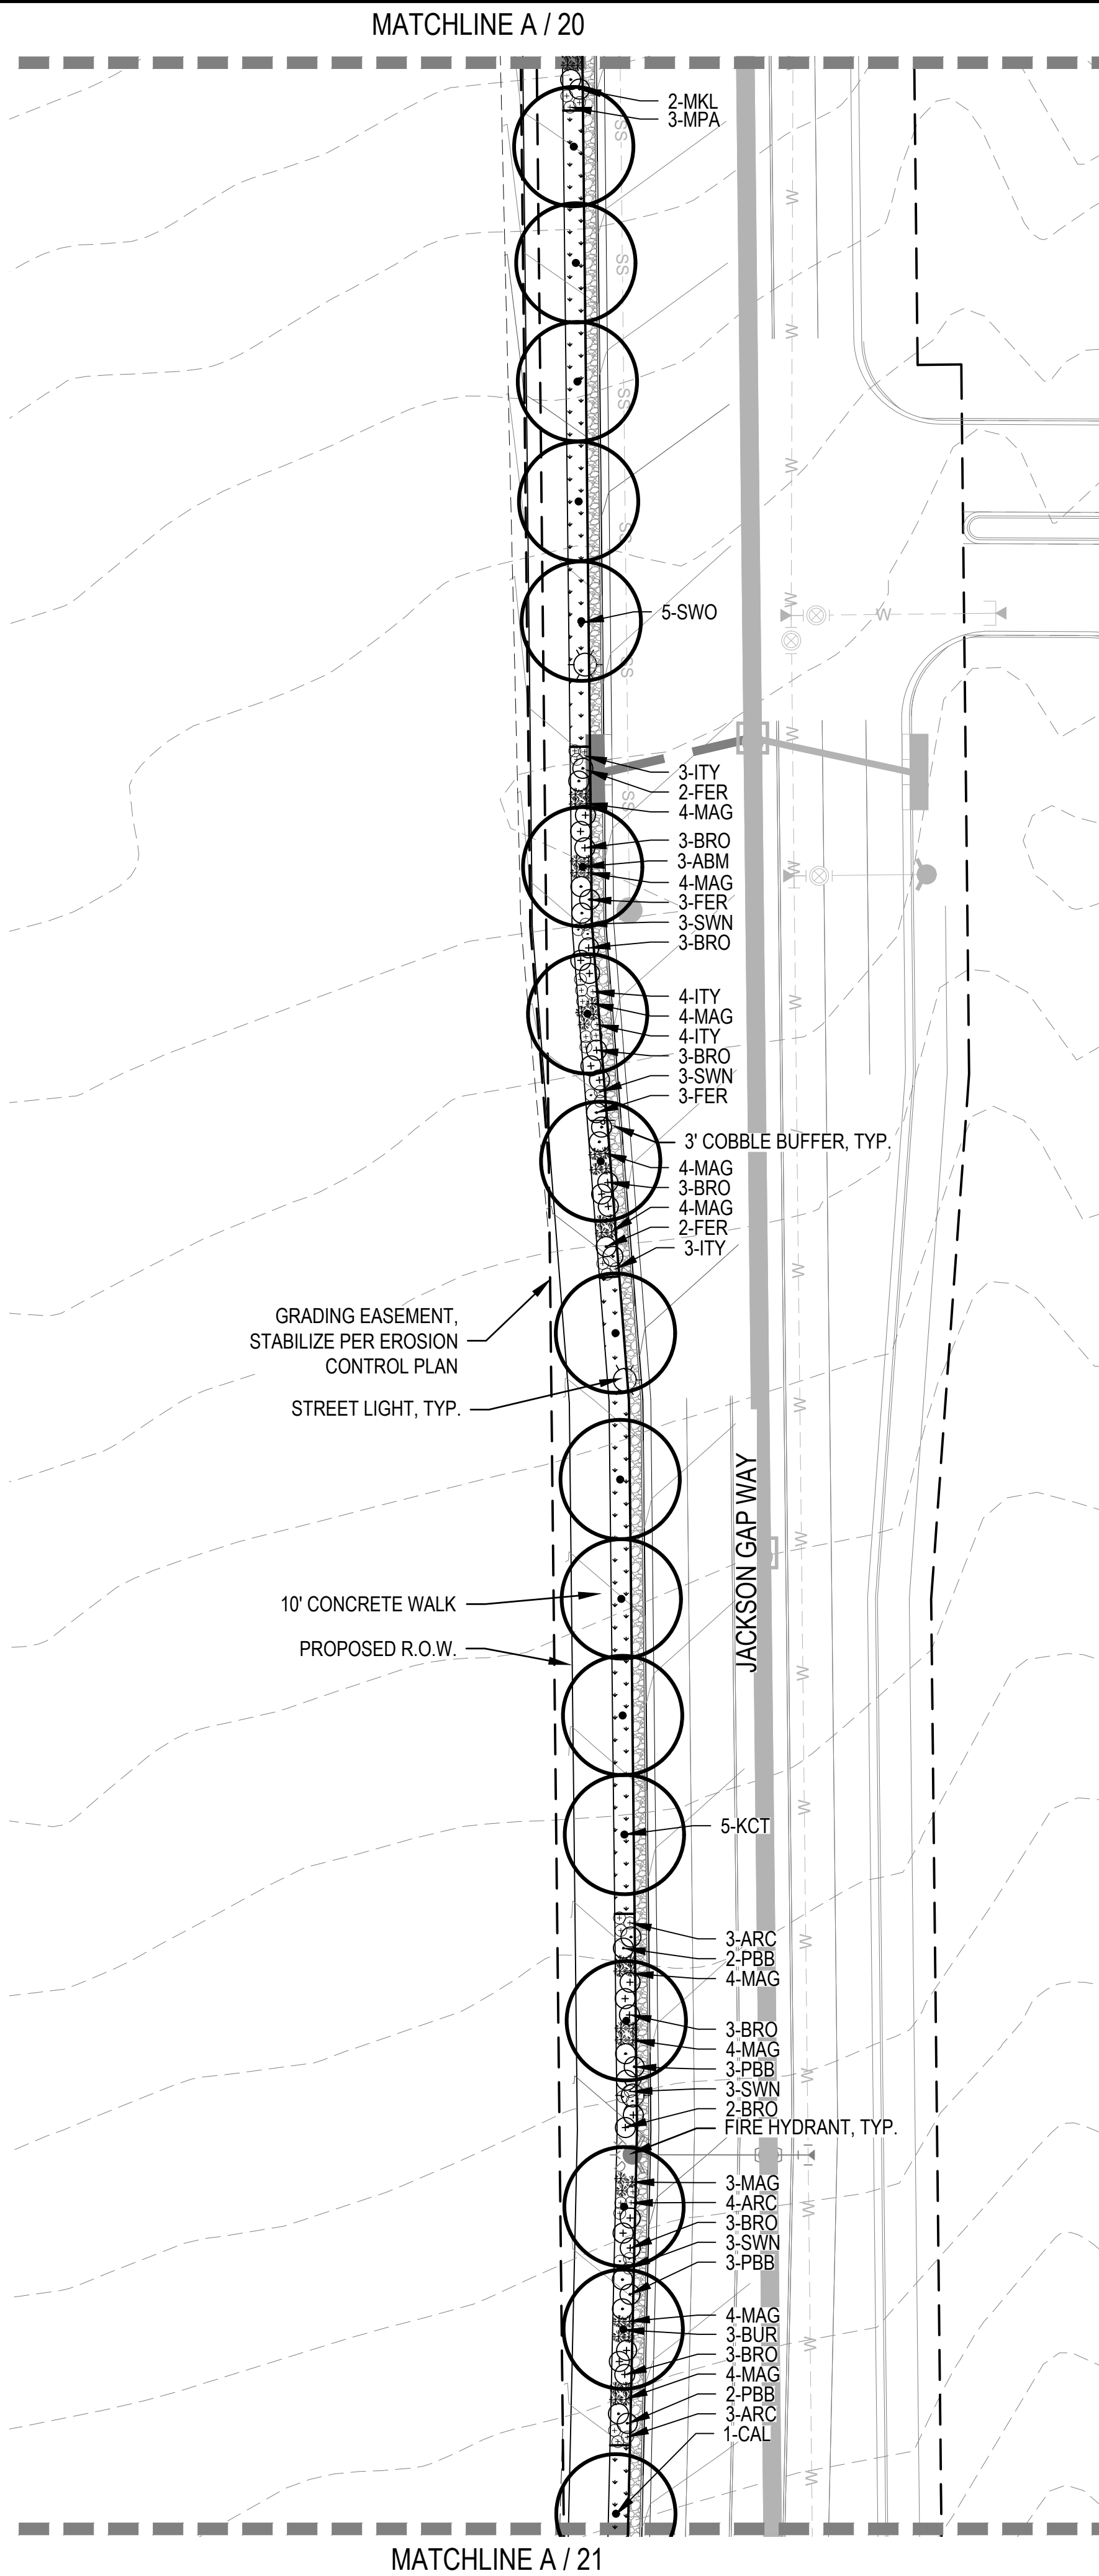 MATCHLINE A / 20
2-MKL
3-MPA
SS
W
SS
W
SS
W
SS
5-SWO
W
W
SS
W
3-ITY
2-FER
4-MAG
SS
3-BRO
3-ABM
4-MAG
W
3-FER
3-SWN
3-BRO
4-ITY
4-MAG
W
4-ITY
3-BRO
3-SWN
3-FER
3' COBBLE BUFFER, TYP.
W
4-MAG
3-BRO
4-MAG
2-FER
3-ITY
W
GRADING EASEMENT,
STABILIZE PER EROSION
CONTROL PLAN
STREET LIGHT, TYP.
W
JACKSON GAP WAY
W
10' CONCRETE WALK
PROPOSED R.O.W.
W
W
5-KCT
3-ARC
2-PBB
4-MAG
W
3-BRO
4-MAG
3-PBB
3-SWN
2-BRO
W
FIRE HYDRANT, TYP.
3-MAG
4-ARC
3-BRO
3-SWN
3-PBB
W
4-MAG
3-BUR
3-BRO
4-MAG
2-PBB
3-ARC
1-CAL
W
W
MATCHLINE A / 21